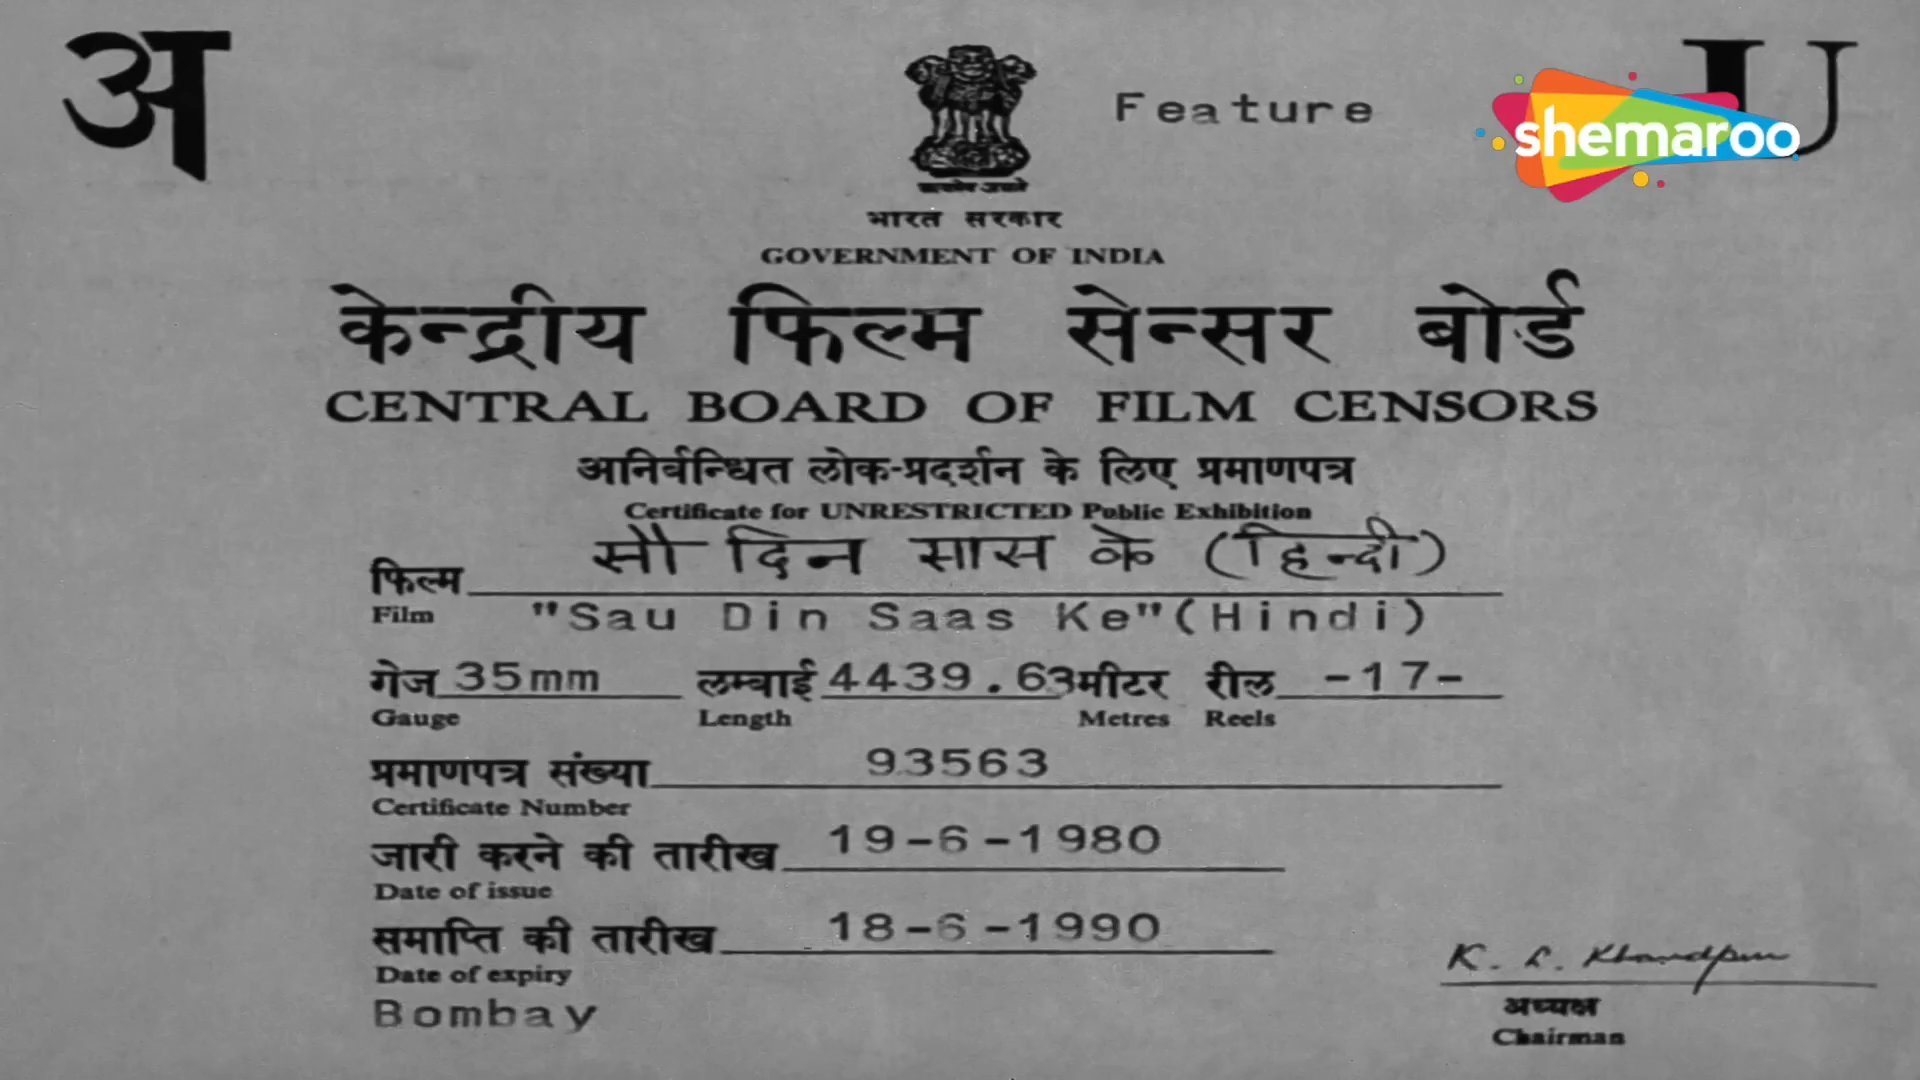 अ
Feature
U
shemaroo
भारत सरकार
GOVERNMENT OF INDIA
केन्द्रीय फिल्म सेन्सर बोर्ड
CENTRAL BOARD OF FILM CENSORS
अनिर्बन्धित लोक-प्रदर्शन के लिए प्रमाणपत्र
Certificate for UNRESTRICTED Public Exhibition
फिल्म सौ दिन सास के (हिन्दी)
Film "Sau Din Saas Ke"(Hindi)
गेज 35mm लम्बाई 4439.63 मीटर रील -17-
Gauge Length Metres Reels
प्रमाणपत्र संख्या 93563
Certificate Number
जारी करने की तारीख 19-6-1980
Date of issue
समाप्ति की तारीख 18-6-1990
Date of expiry
Bombay
K. L. Khandpur
अध्यक्ष
Chairman